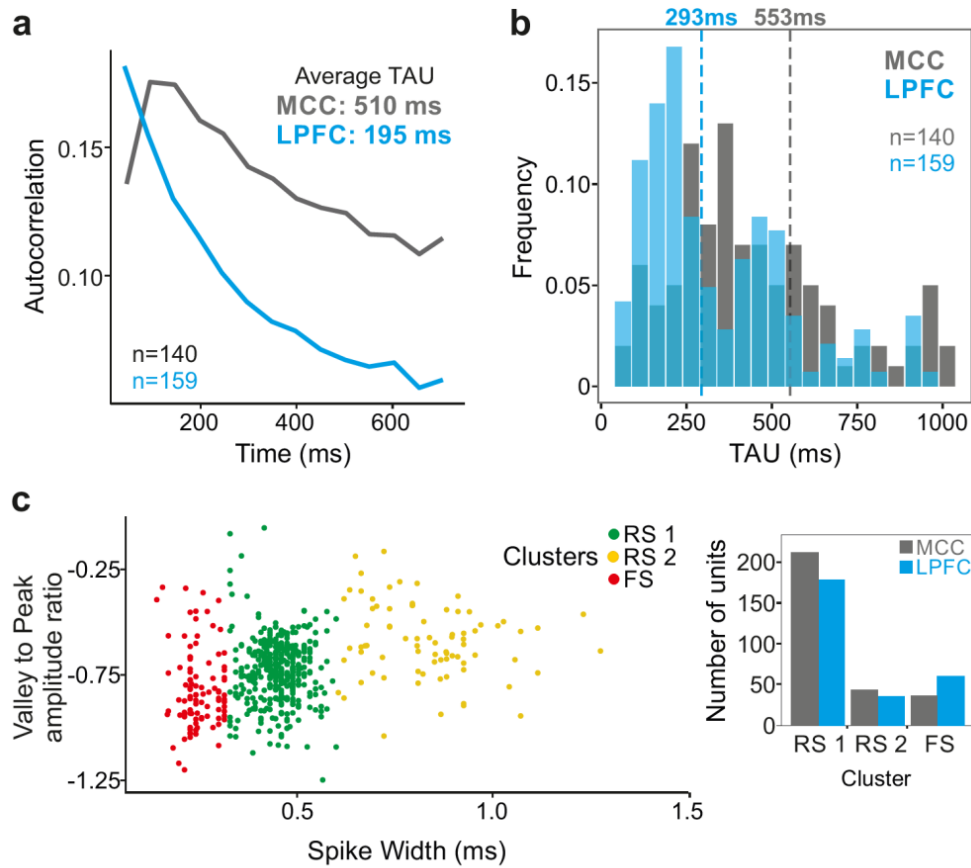 a
Autocorrelation
0.15
0.10
Average TAU
MCC: 510 ms
LPFC: 195 ms
n=140
n=159
200
400
600
Time (ms)
b
293ms
553ms
Frequency
0.15
0.10
0.05
0
MCC
LPFC
n=140
n=159
0
250
500
750
1000
TAU (ms)
c
Valley to Peak
amplitude ratio
-0.25
-0.75
-1.25
Clusters
RS 1
RS 2
FS
0.5
1.0
1.5
Spike Width (ms)
Number of units
200
150
100
50
0
MCC
LPFC
RS 1
RS 2
FS
Cluster